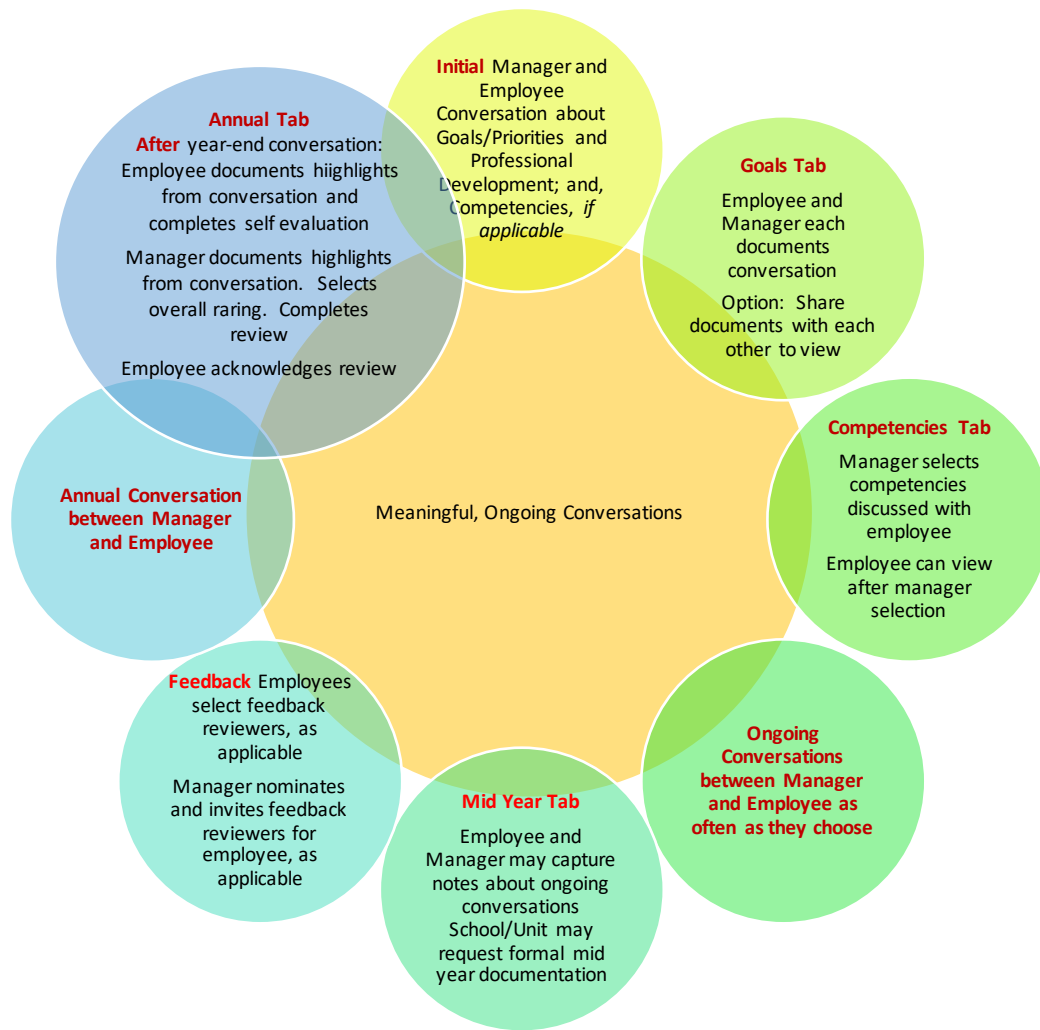 Initial Manager and
Employee
Conversation about
Goals/Priorities and
Professional
Development; and,
Competencies, if
applicable
Goals Tab
Employee and
Manager each
documents
conversation
Option: Share
documents with each
other to view
Competencies Tab
Manager selects
competencies
discussed with
employee
Employee can view
after manager
selection
Ongoing
Conversations
between Manager
and Employee as
often as they choose
Mid Year Tab
Employee and
Manager may capture
notes about ongoing
conversations
School/Unit may
request formal mid
year documentation
Feedback Employees
select feedback
reviewers, as
applicable
Manager nominates
and invites feedback
reviewers for
employee, as
applicable
Annual Conversation
between Manager
and Employee
Annual Tab
After year-end conversation:
Employee documents hiighlights
from conversation and
completes self evaluation
Manager documents highlights
from conversation. Selects
overall raring. Completes
review
Employee acknowledges review
Meaningful, Ongoing Conversations